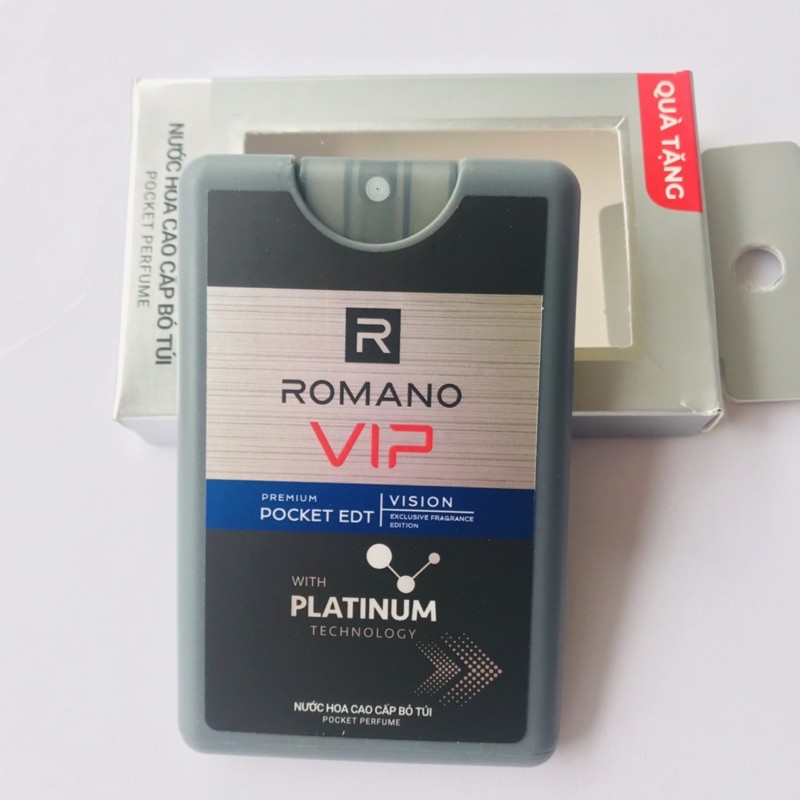 QUÀ TẶNG
NƯỚC HOA CAO CẤP BỎ TÚI
POCKET PERFUME
R
ROMANO
VIP
PREMIUM
POCKET EDT
VISION
EXCLUSIVE FRAGRANCE
EDITION
WITH
PLATINUM
TECHNOLOGY
NƯỚC HOA CAO CẤP BỎ TÚI
POCKET PERFUME